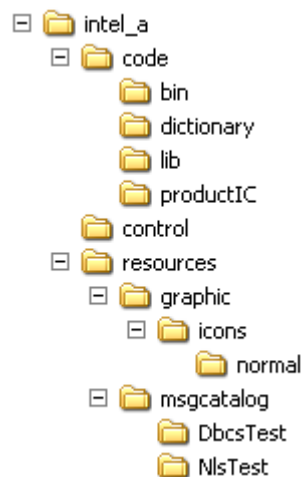 intel_a
code
bin
dictionary
lib
productIC
control
resources
graphic
icons
normal
msgcatalog
DbcsTest
NlsTest